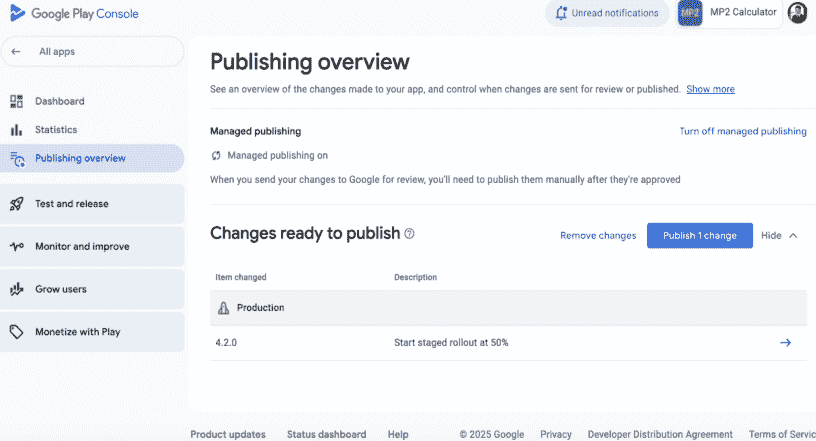 Google Play Console
Unread notifications
MP2
MP2 Calculator
All apps
Dashboard
Statistics
Publishing overview
Test and release
Monitor and improve
Grow users
Monetize with Play
Publishing overview
See an overview of the changes made to your app, and control when changes are sent for review or published. Show more
Managed publishing
Turn off managed publishing
Managed publishing on
When you send your changes to Google for review, you'll need to publish them manually after they're approved
Changes ready to publish
Remove changes
Publish 1 change
Hide
Item changed Description
Production
4.2.0 Start staged rollout at 50%
Product updates Status dashboard Help © 2025 Google Privacy Developer Distribution Agreement Terms of Servic